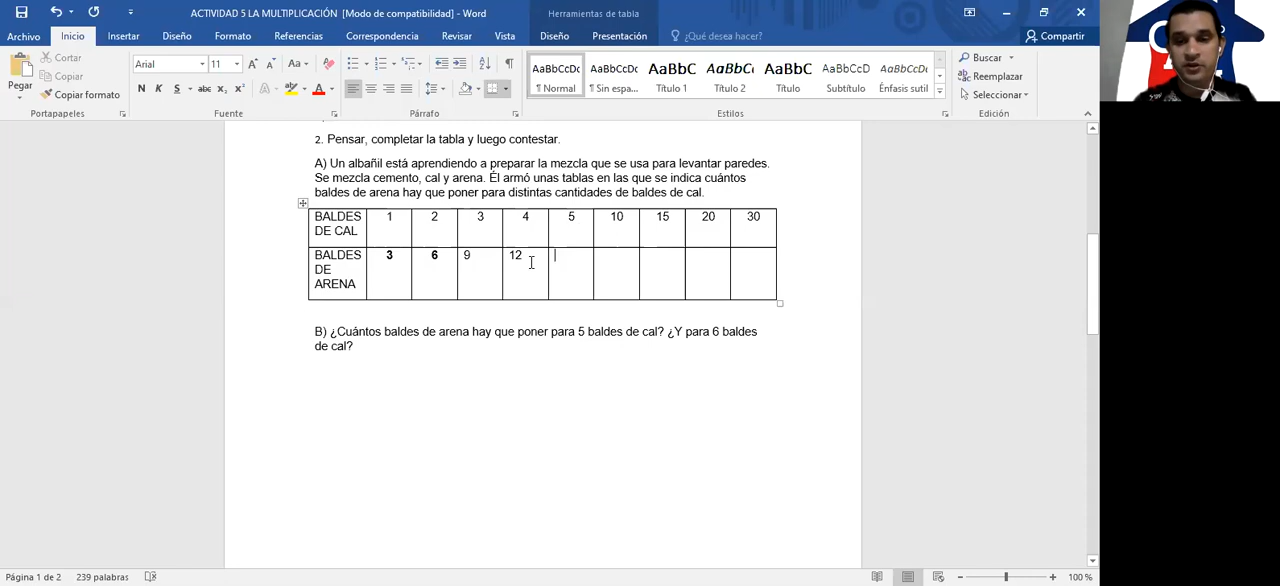 ACTIVIDAD 5 LA MULTIPLICACIÓN [Modo de compatibilidad] - Word
Herramientas de tabla
Archivo Inicio Insertar Diseño Formato Referencias Correspondencia Revisar Vista Diseño Presentación ¿Qué desea hacer? Compartir
Pegar
Cortar
Copiar
Copiar formato
Arial 11
Aa
N K S abc x₂ x²
A A
AaBbCcDc AaBbCcDc AaBbC AaBbC AaBbC AaBbCcD AaBbCcDc
¶ Normal ¶ Sin espa... Título 1 Título 2 Título Subtítulo Énfasis sutil
Buscar
Reemplazar
Seleccionar
Portapapeles Fuente Párrafo Estilos Edición
2. Pensar, completar la tabla y luego contestar.
A) Un albañil está aprendiendo a preparar la mezcla que se usa para levantar paredes.
Se mezcla cemento, cal y arena. Él armó unas tablas en las que se indica cuántos
baldes de arena hay que poner para distintas cantidades de baldes de cal.
BALDES DE CAL 1 2 3 4 5 10 15 20 30
BALDES DE ARENA 3 6 9 12
B) ¿Cuántos baldes de arena hay que poner para 5 baldes de cal? ¿Y para 6 baldes
de cal?
Página 1 de 2 239 palabras 100 %